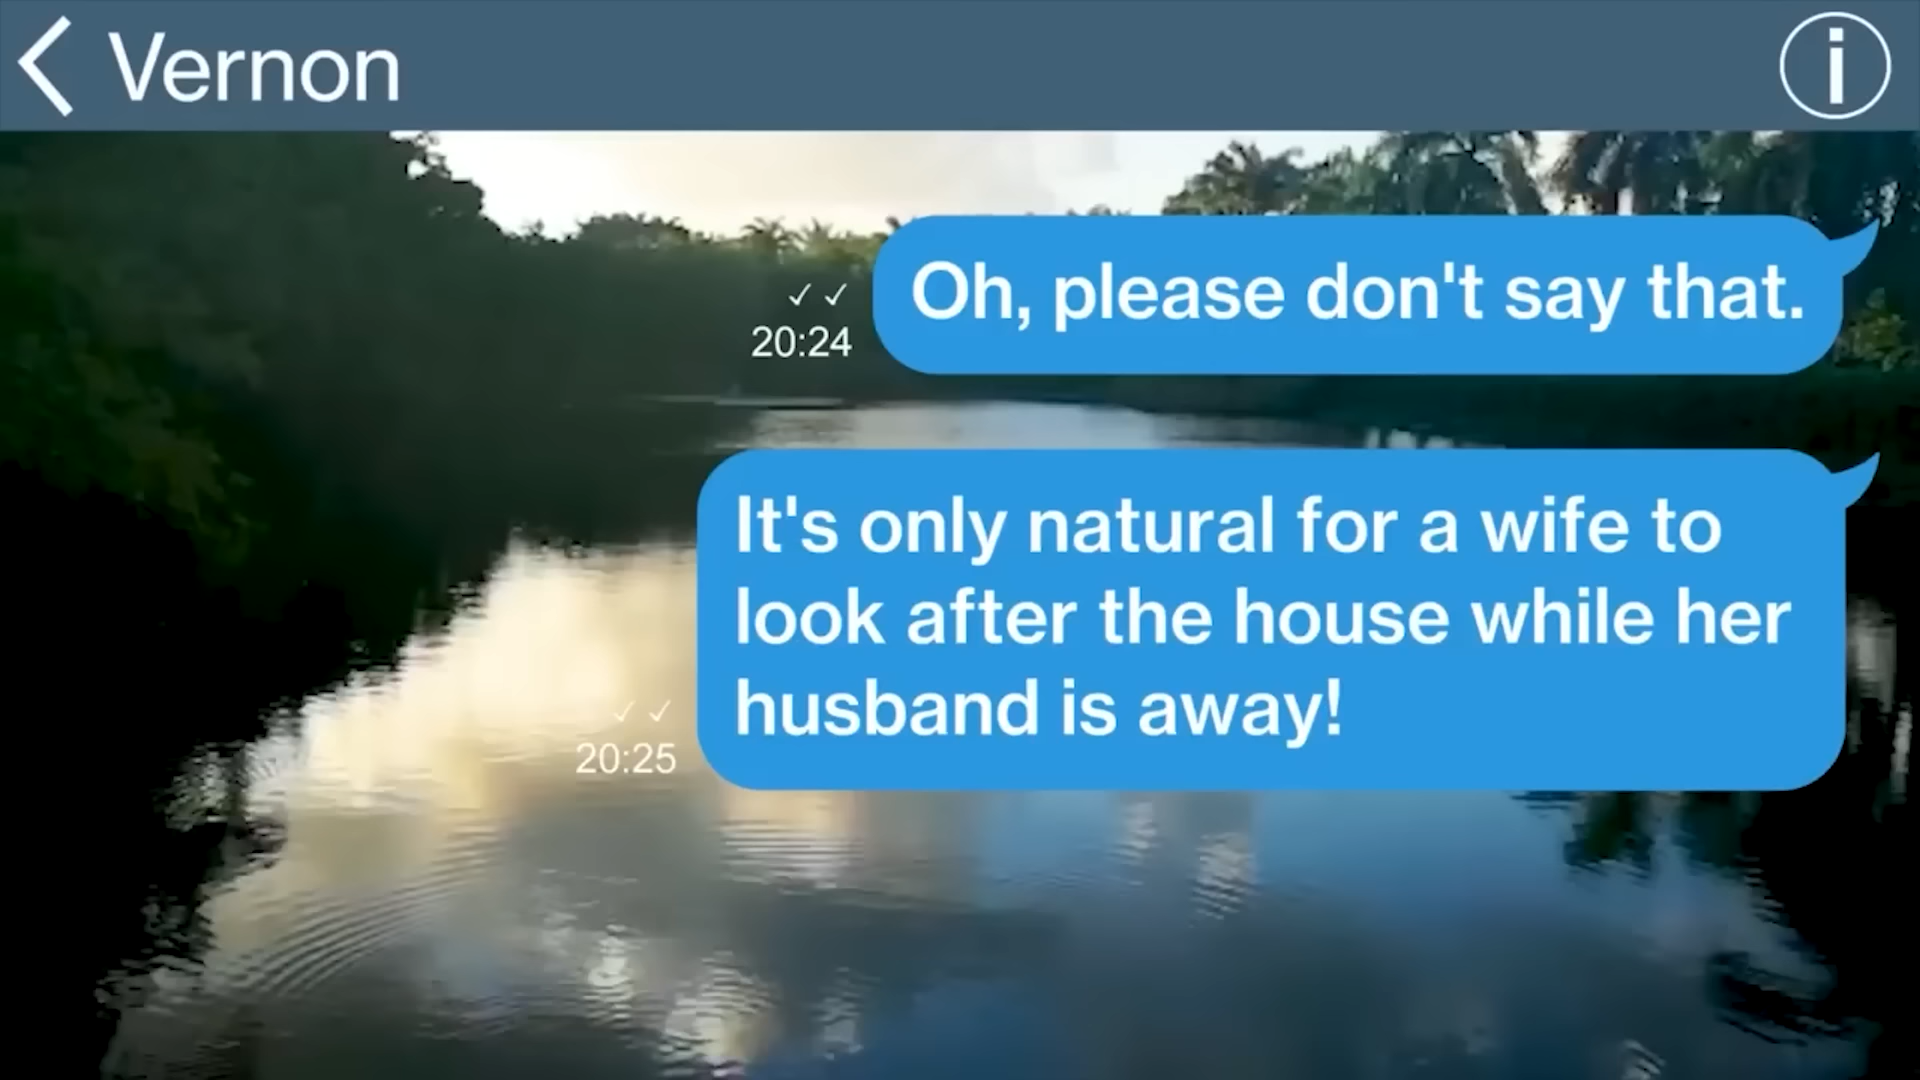 Vernon
Oh, please don't say that.
20:24
It's only natural for a wife to
look after the house while her
husband is away!
20:25